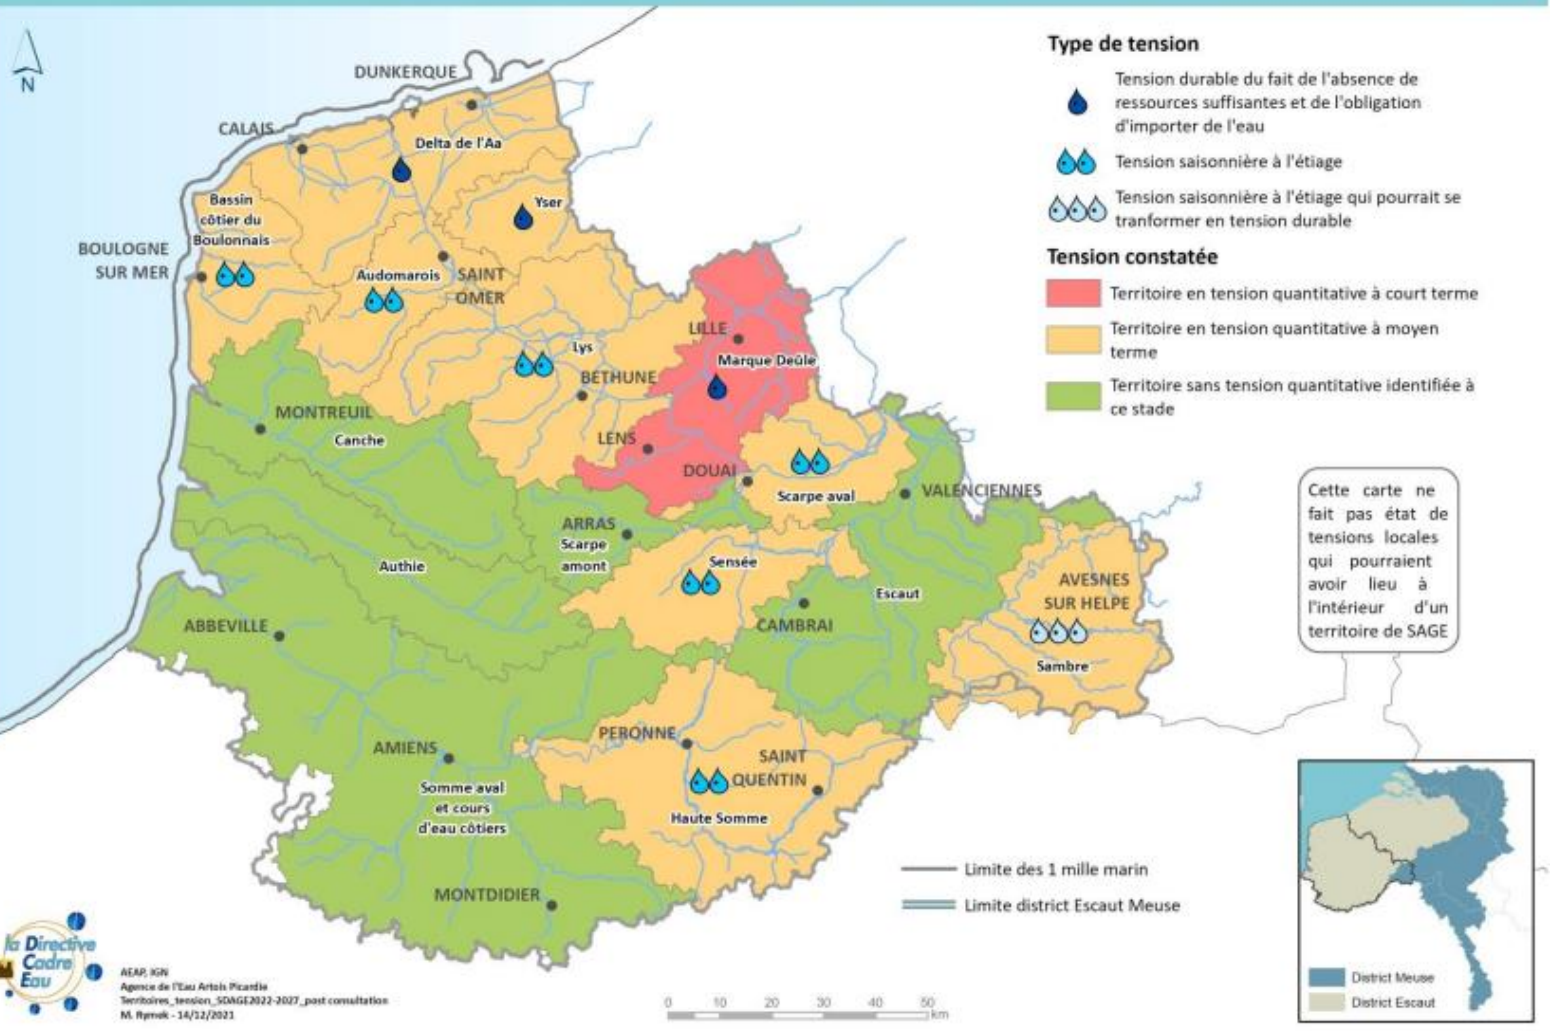 N
DUNKERQUE
CALAIS
Delta de l'Aa
Yser
Bassin
côtier du
Boulonnais
BOULOGNE
SUR MER
Audomarois
SAINT
OMER
Lys
BETHUNE
LILLE
Marque Deûle
LENS
DOUAI
MONTREUIL
Canche
Scarpe aval
VALENCIENNES
ARRAS
Scarpe
amont
Sensée
Authie
Escaut
AVESNES
SUR HELPE
ABBEVILLE
CAMBRAI
Sambre
PERONNE
SAINT
QUENTIN
AMIENS
Somme aval
et cours
d'eau côtiers
Haute Somme
MONTDIDIER
Type de tension
Tension durable du fait de l'absence de
ressources suffisantes et de l'obligation
d'importer de l'eau
Tension saisonnière à l'étiage
Tension saisonnière à l'étiage qui pourrait se
tranformer en tension durable
Tension constatée
Territoire en tension quantitative à court terme
Territoire en tension quantitative à moyen
terme
Territoire sans tension quantitative identifiée à
ce stade
Cette carte ne
fait pas état de
tensions locales
qui pourraient
avoir lieu à
l'intérieur d'un
territoire de SAGE
Limite des 1 mille marin
Limite district Escaut Meuse
District Meuse
District Escaut
la Directive
Cadre
Eau
AEAP, IGN
Agence de l'Eau Artois Picardie
Territoires_tension_SDAGE2022-2027_post consultation
M. Rymek - 14/12/2021
0 10 20 30 40 50
km